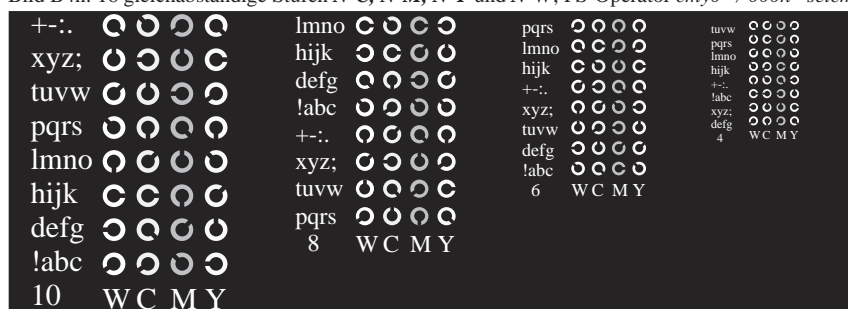 Bild B4n: 16 gleichabständige Stufen N-C, N-M, N-Y und N-W; PS-Operator
+-:.
xyz;
tuvw
pqrs
lmno
hijk
defg
!abc
10 W C M Y
lmno
hijk
defg
!abc
+-:.
xyz;
tuvw
pqrs
8 W C M Y
pqrs
lmno
hijk
+-:.
xyz;
tuvw
defg
!abc
6 W C M Y
tuvw
pqrs
lmno
hijk
+-:.
!abc
xyz;
defg
4 W C M Y